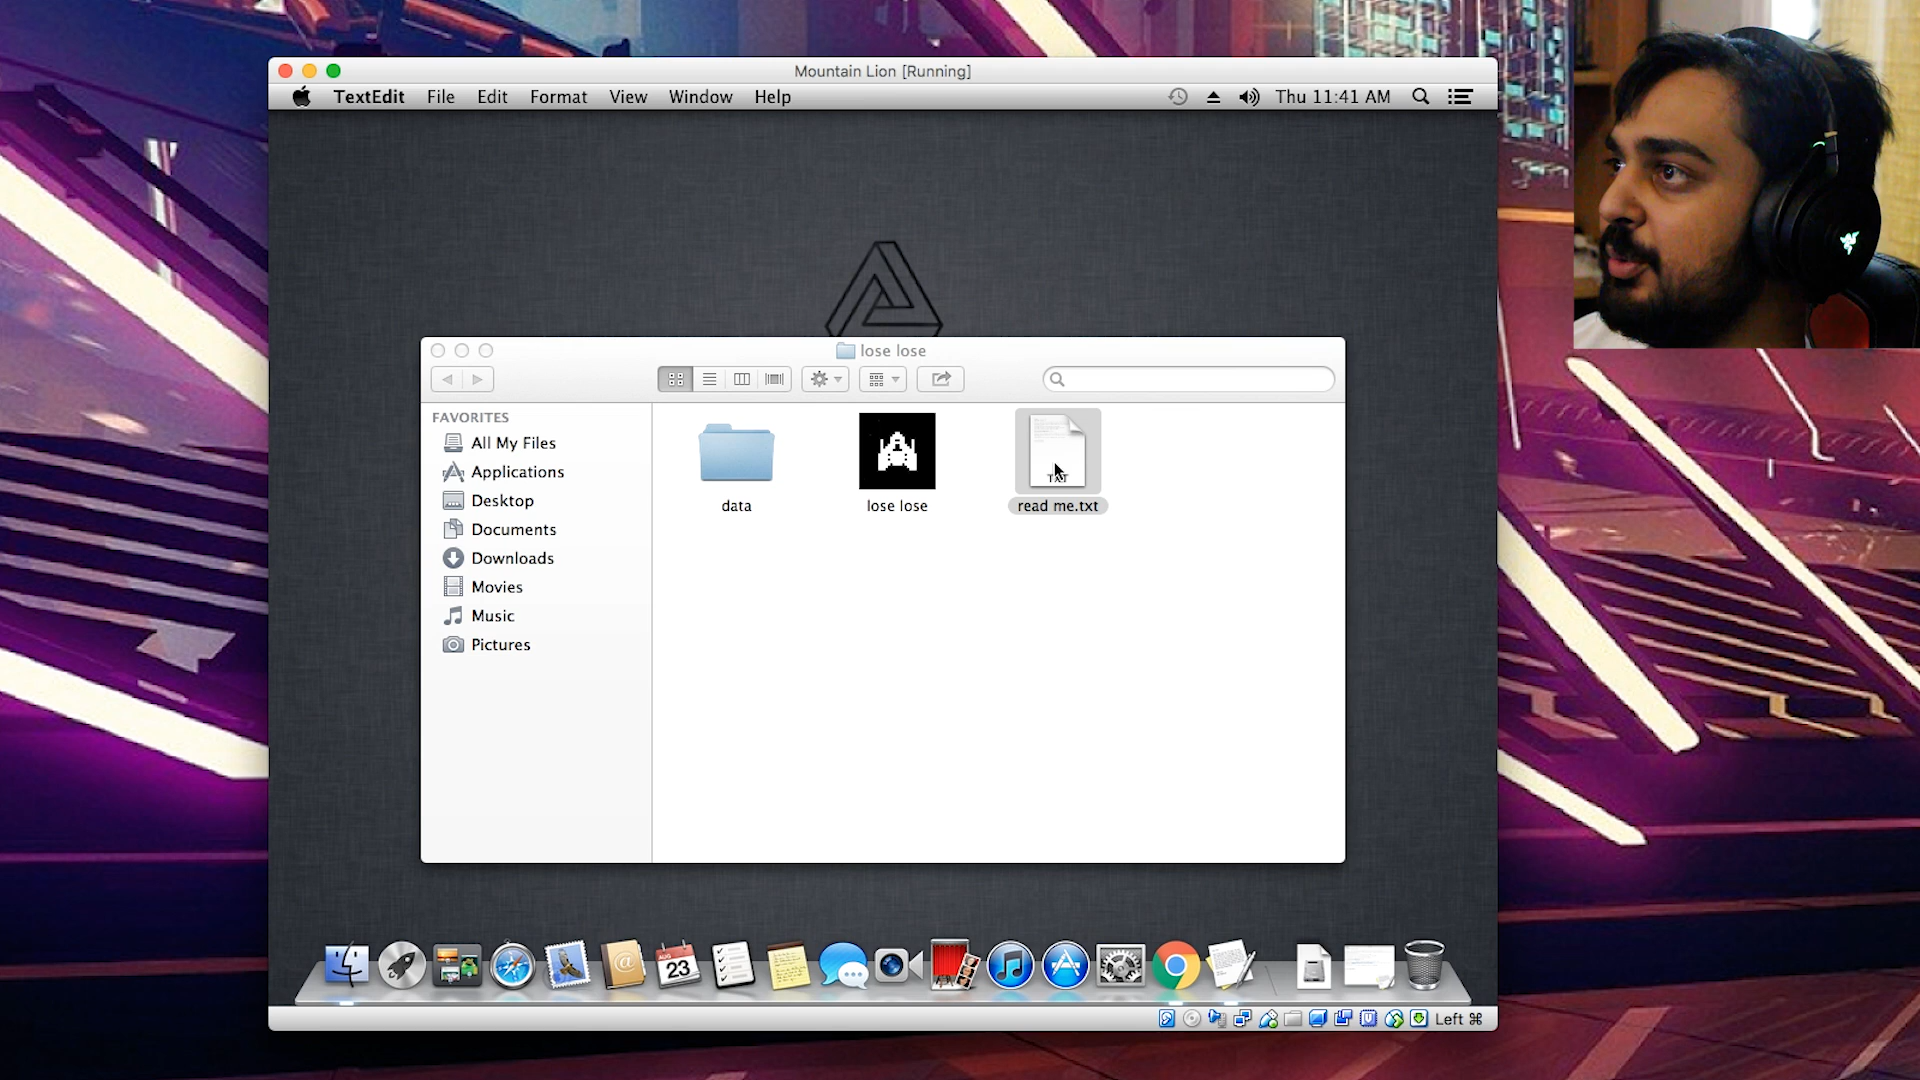 Mountain Lion [Running]
TextEdit File Edit Format View Window Help Thu 11:41 AM
lose lose
FAVORITES
All My Files
Applications
Desktop
Documents
Downloads
Movies
Music
Pictures
TXT
data
lose lose
read me.txt
AUG
23
Left ⌘